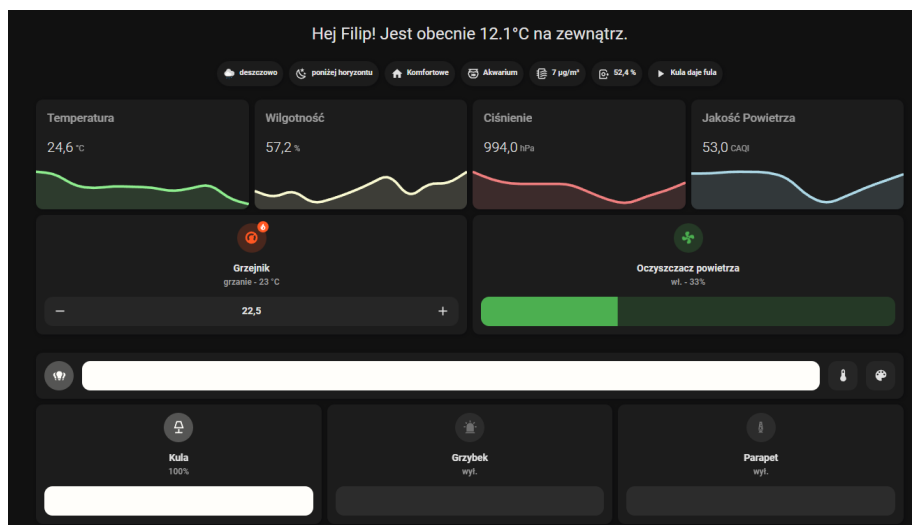 Hej Filip! Jest obecnie 12.1°C na zewnątrz.
deszczowo poniżej horyzontu Komfortowe Akwarium 7 µg/m³ 52,4 % Kula daje fula
Temperatura Wilgotność Ciśnienie Jakość Powietrza
24,6 °C 57,2 % 994,0 hPa 53,0 CAQI
Grzejnik Oczyszczacz powietrza
grzanie - 23 °C wł. - 33%
− 22,5 +
Kula Grzybek Parapet
100% wył. wył.